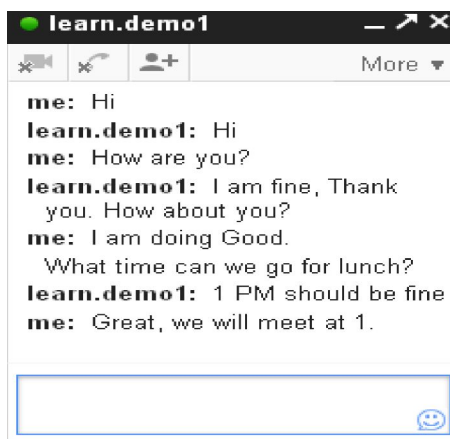 learn.demo1
More
me: Hi
learn.demo1: Hi
me: How are you?
learn.demo1: I am fine, Thank
you. How about you?
me: I am doing Good.
What time can we go for lunch?
learn.demo1: 1 PM should be fine
me: Great, we will meet at 1.